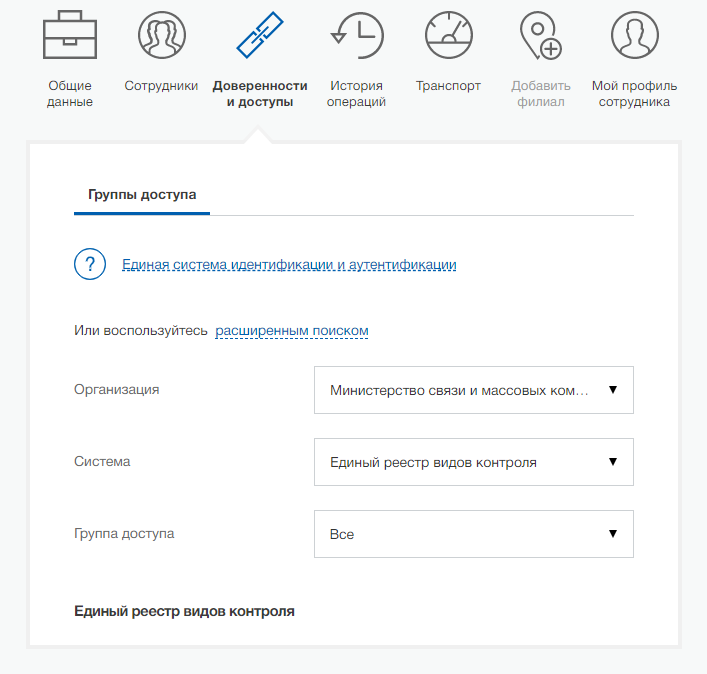 Общие
данные
Сотрудники
Доверенности
и доступы
История
операций
Транспорт
Добавить
филиал
Мой профиль
сотрудника
Группы доступа
?
Единая система идентификации и аутентификации
Или воспользуйтесь расширенным поиском
Организация
Министерство связи и массовых ком...
Система
Единый реестр видов контроля
Группа доступа
Все
Единый реестр видов контроля